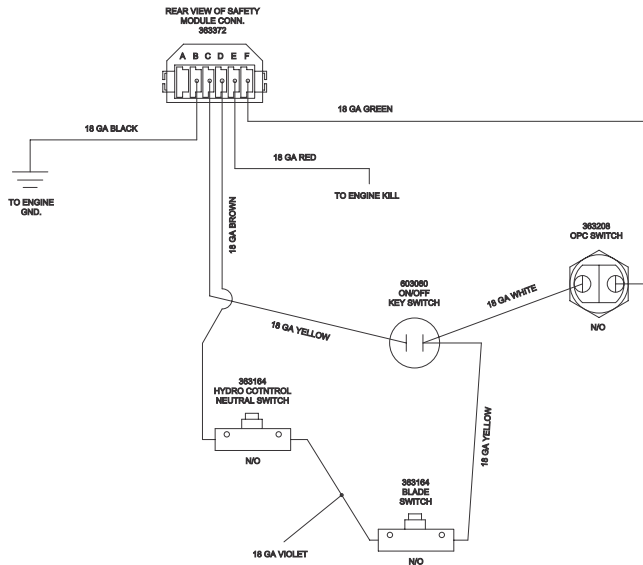 REAR VIEW OF SAFETY
MODULE CONN.
363372
A B C D E F
18 GA GREEN
18 GA BLACK
18 GA RED
TO ENGINE
GND.
TO ENGINE KILL
18 GA BROWN
363208
OPC SWITCH
603060
ON/OFF
KEY SWITCH
18 GA WHITE
18 GA YELLOW
N/O
363164
HYDRO COTNTROL
NEUTRAL SWITCH
18 GA YELLOW
N/O
363164
BLADE
SWITCH
18 GA VIOLET
N/O